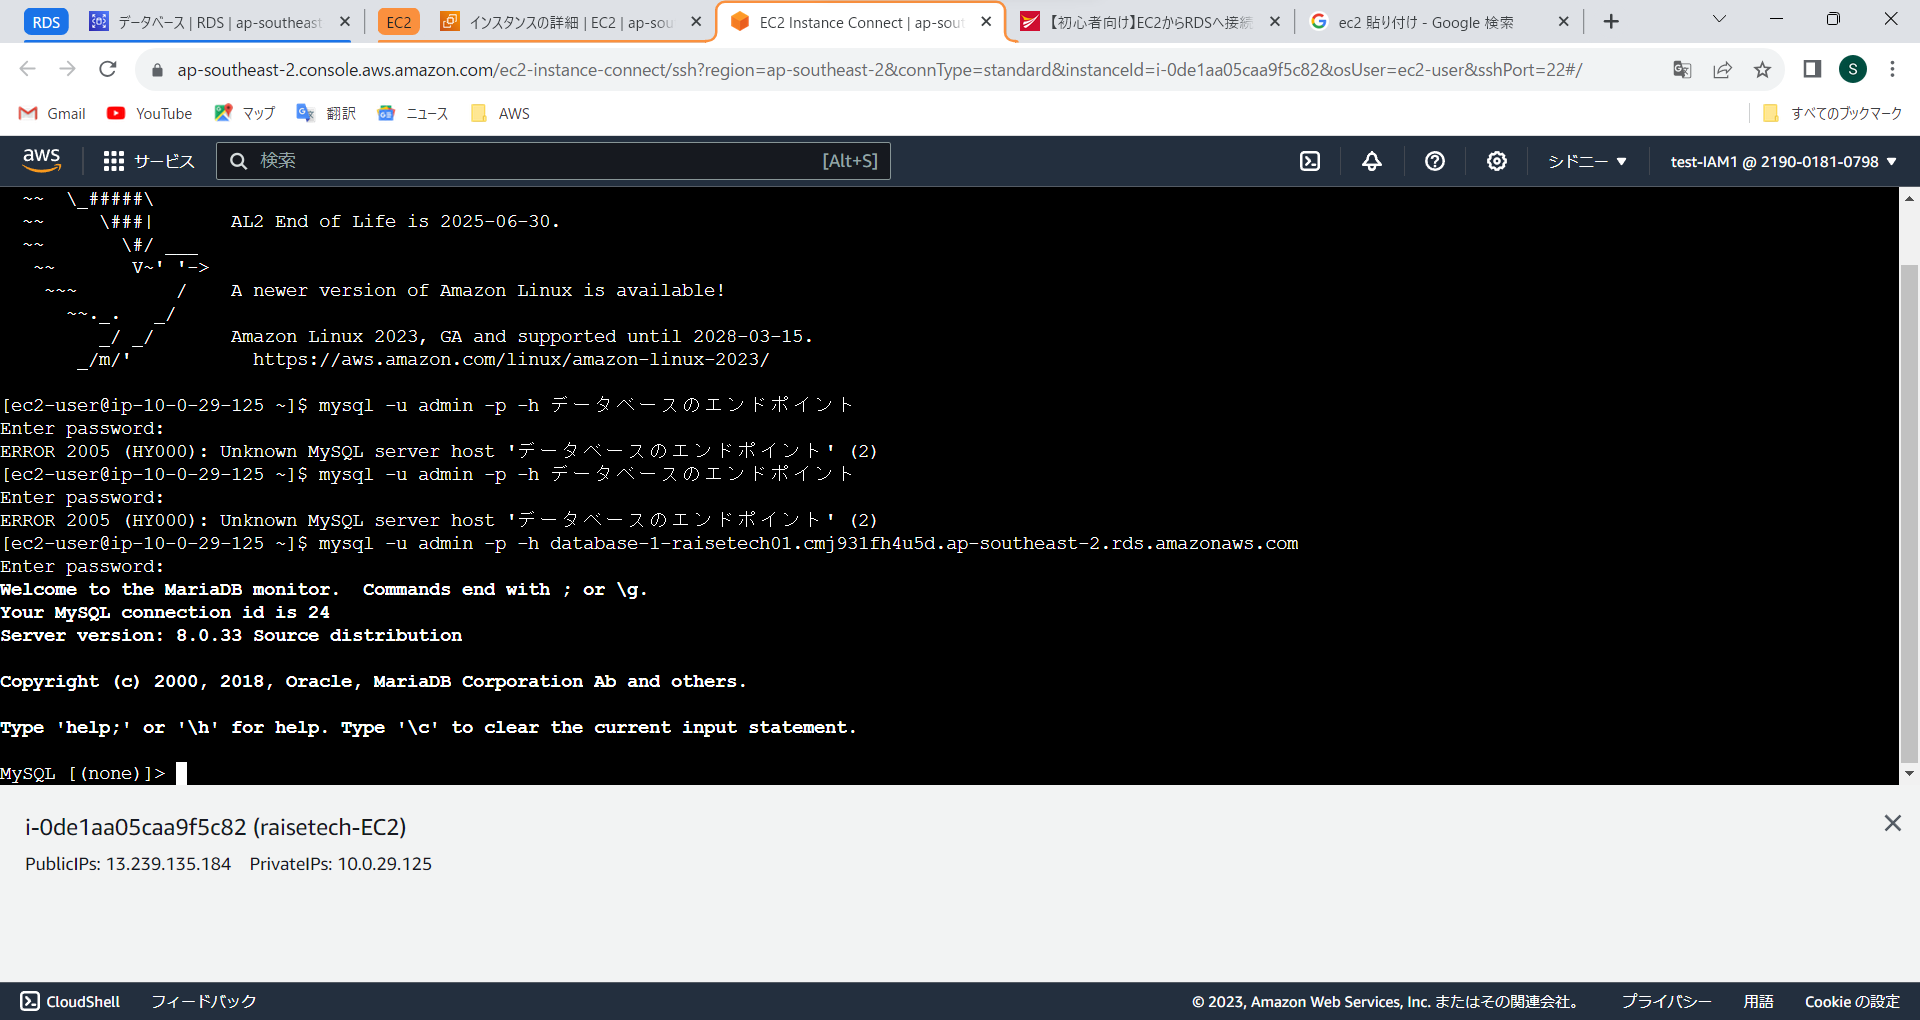 RDS
データベース | RDS | ap-southeast
EC2
インスタンスの詳細 | EC2 | ap-sou
EC2 Instance Connect | ap-sout
【初心者向け】EC2からRDSへ接続
ec2 貼り付け - Google 検索
ap-southeast-2.console.aws.amazon.com/ec2-instance-connect/ssh?region=ap-southeast-2&connType=standard&instanceId=i-0de1aa05caa9f5c82&osUser=ec2-user&sshPort=22#/
S
Gmail
YouTube
マップ
翻訳
ニュース
AWS
すべてのブックマーク
aws
サービス
検索
[Alt+S]
シドニー
test-IAM1 @ 2190-0181-0798
~~  \_#####\
~~     \###|       AL2 End of Life is 2025-06-30.
~~       \#/ ___
~~        V~' '->
~~~         /    A newer version of Amazon Linux is available!
~~._.   _/
_/ _/       Amazon Linux 2023, GA and supported until 2028-03-15.
_/m/'           https://aws.amazon.com/linux/amazon-linux-2023/
[ec2-user@ip-10-0-29-125 ~]$ mysql -u admin -p -h データベースのエンドポイント
Enter password:
ERROR 2005 (HY000): Unknown MySQL server host 'データベースのエンドポイント' (2)
[ec2-user@ip-10-0-29-125 ~]$ mysql -u admin -p -h データベースのエンドポイント
Enter password:
ERROR 2005 (HY000): Unknown MySQL server host 'データベースのエンドポイント' (2)
[ec2-user@ip-10-0-29-125 ~]$ mysql -u admin -p -h database-1-raisetech01.cmj931fh4u5d.ap-southeast-2.rds.amazonaws.com
Enter password:
Welcome to the MariaDB monitor.  Commands end with ; or \g.
Your MySQL connection id is 24
Server version: 8.0.33 Source distribution
Copyright (c) 2000, 2018, Oracle, MariaDB Corporation Ab and others.
Type 'help;' or '\h' for help. Type '\c' to clear the current input statement.
MySQL [(none)]>
i-0de1aa05caa9f5c82 (raisetech-EC2)
PublicIPs: 13.239.135.184    PrivateIPs: 10.0.29.125
CloudShell
フィードバック
© 2023, Amazon Web Services, Inc. またはその関連会社。
プライバシー
用語
Cookie の設定